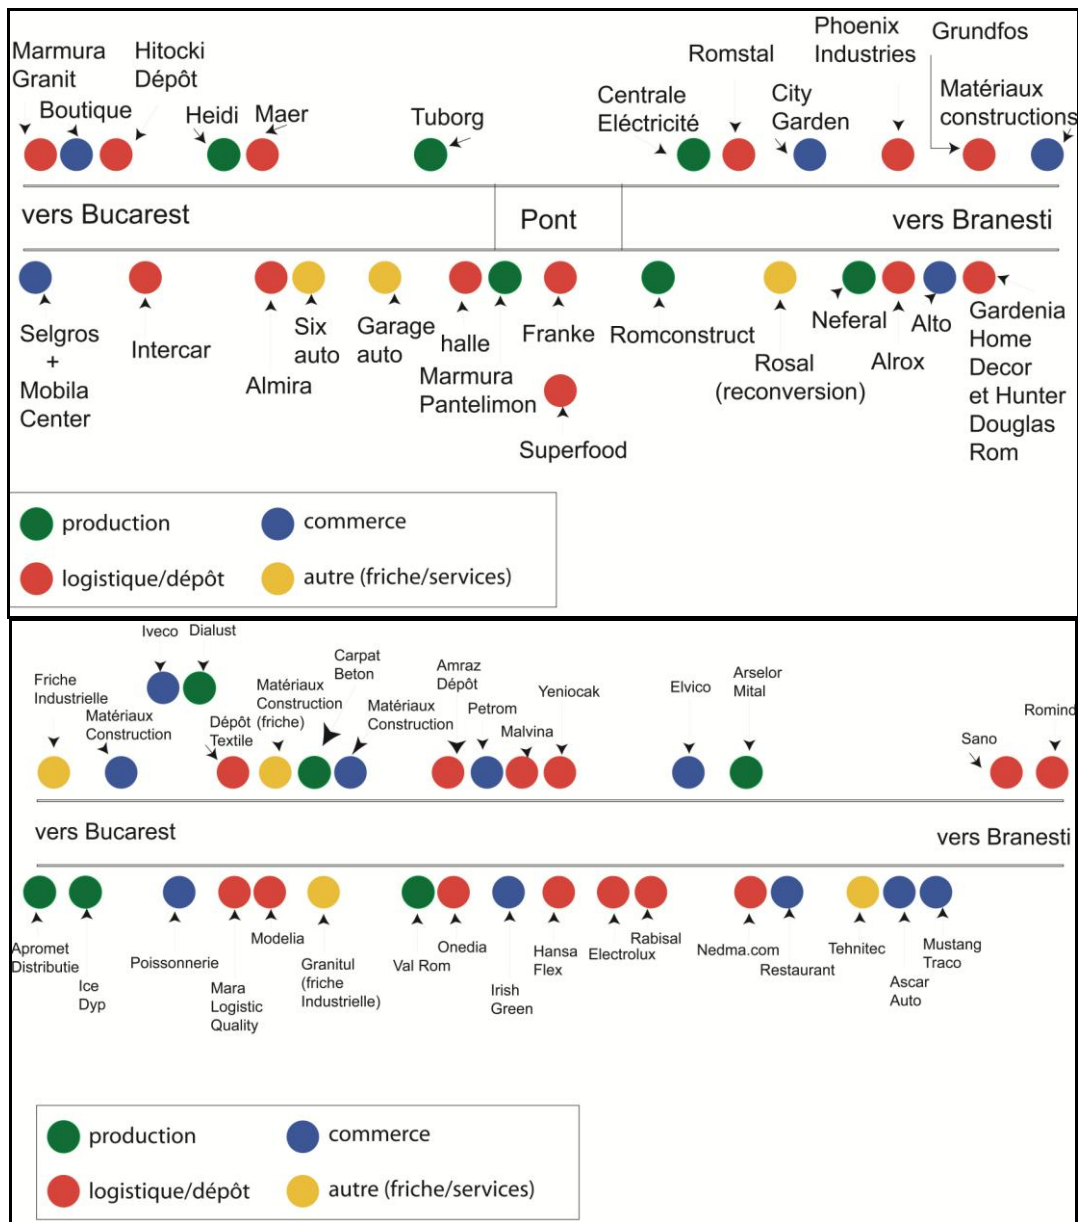 Marmura
Granit
Boutique
Hitocki
Dépôt
Heidi
Maer
Tuborg
Centrale
Eléctricité
Romstal
City
Garden
Phoenix
Industries
Grundfos
Matériaux
constructions
vers Bucarest
Pont
vers Branesti
Selgros
+
Mobila
Center
Intercar
Almira
Six
auto
Garage
auto
halle
Marmura
Pantelimon
Franke
Superfood
Romconstruct
Rosal
(reconversion)
Neferal
Alrox
Alto
Gardenia
Home
Decor
et Hunter
Douglas
Rom
production
commerce
logistique/dépôt
autre (friche/services)
Friche
Industrielle
Matériaux
Construction
Iveco
Dialust
Dépôt
Textile
Matériaux
Construction
(friche)
Carpat
Beton
Matériaux
Construction
Amraz
Dépôt
Petrom
Malvina
Yeniocak
Elvico
Arselor
Mital
Sano
Romind
vers Bucarest
vers Branesti
Apromet
Distributie
Ice
Dyp
Poissonnerie
Mara
Logistic
Quality
Modelia
Granitul
(friche
Industrielle)
Val Rom
Onedia
Irish
Green
Hansa
Flex
Electrolux
Rabisal
Nedma.com
Restaurant
Tehnitec
Ascar
Auto
Mustang
Traco
production
commerce
logistique/dépôt
autre (friche/services)